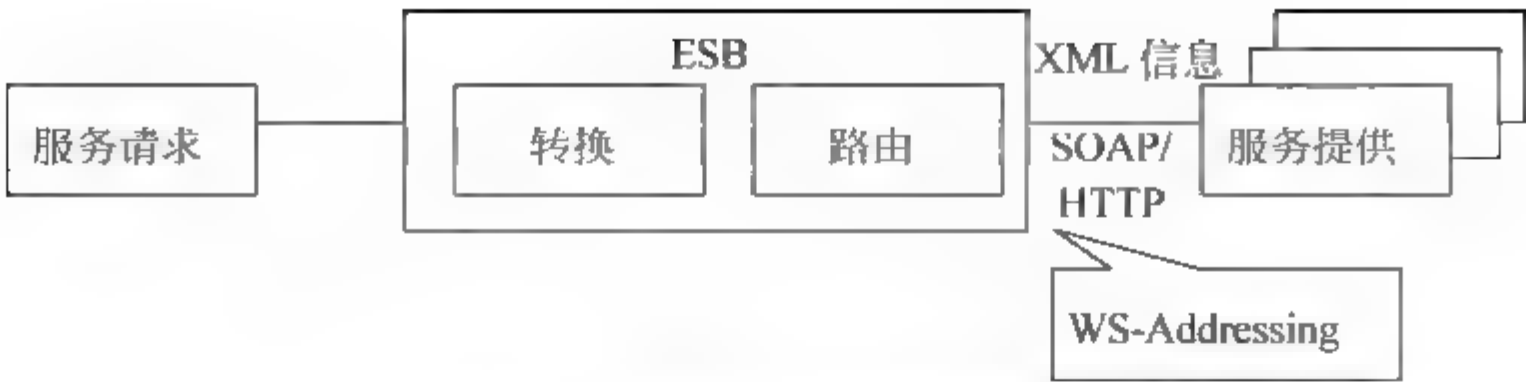 ESB
XML 信息
服务请求
转换
路由
SOAP/
HTTP
服务提供
WS-Addressing